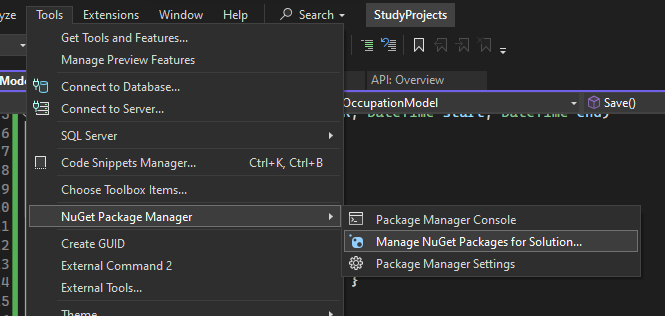 yze Tools Extensions Window Help Search StudyProjects
Get Tools and Features...
Manage Preview Features
Mode API: Overview
Connect to Database...
OccupationModel Save()
Connect to Server...
DateTime start, DateTime end)
SQL Server
Code Snippets Manager... Ctrl+K, Ctrl+B
Choose Toolbox Items...
NuGet Package Manager Package Manager Console
Create GUID Manage NuGet Packages for Solution...
External Command 2 Package Manager Settings
External Tools... }
Theme